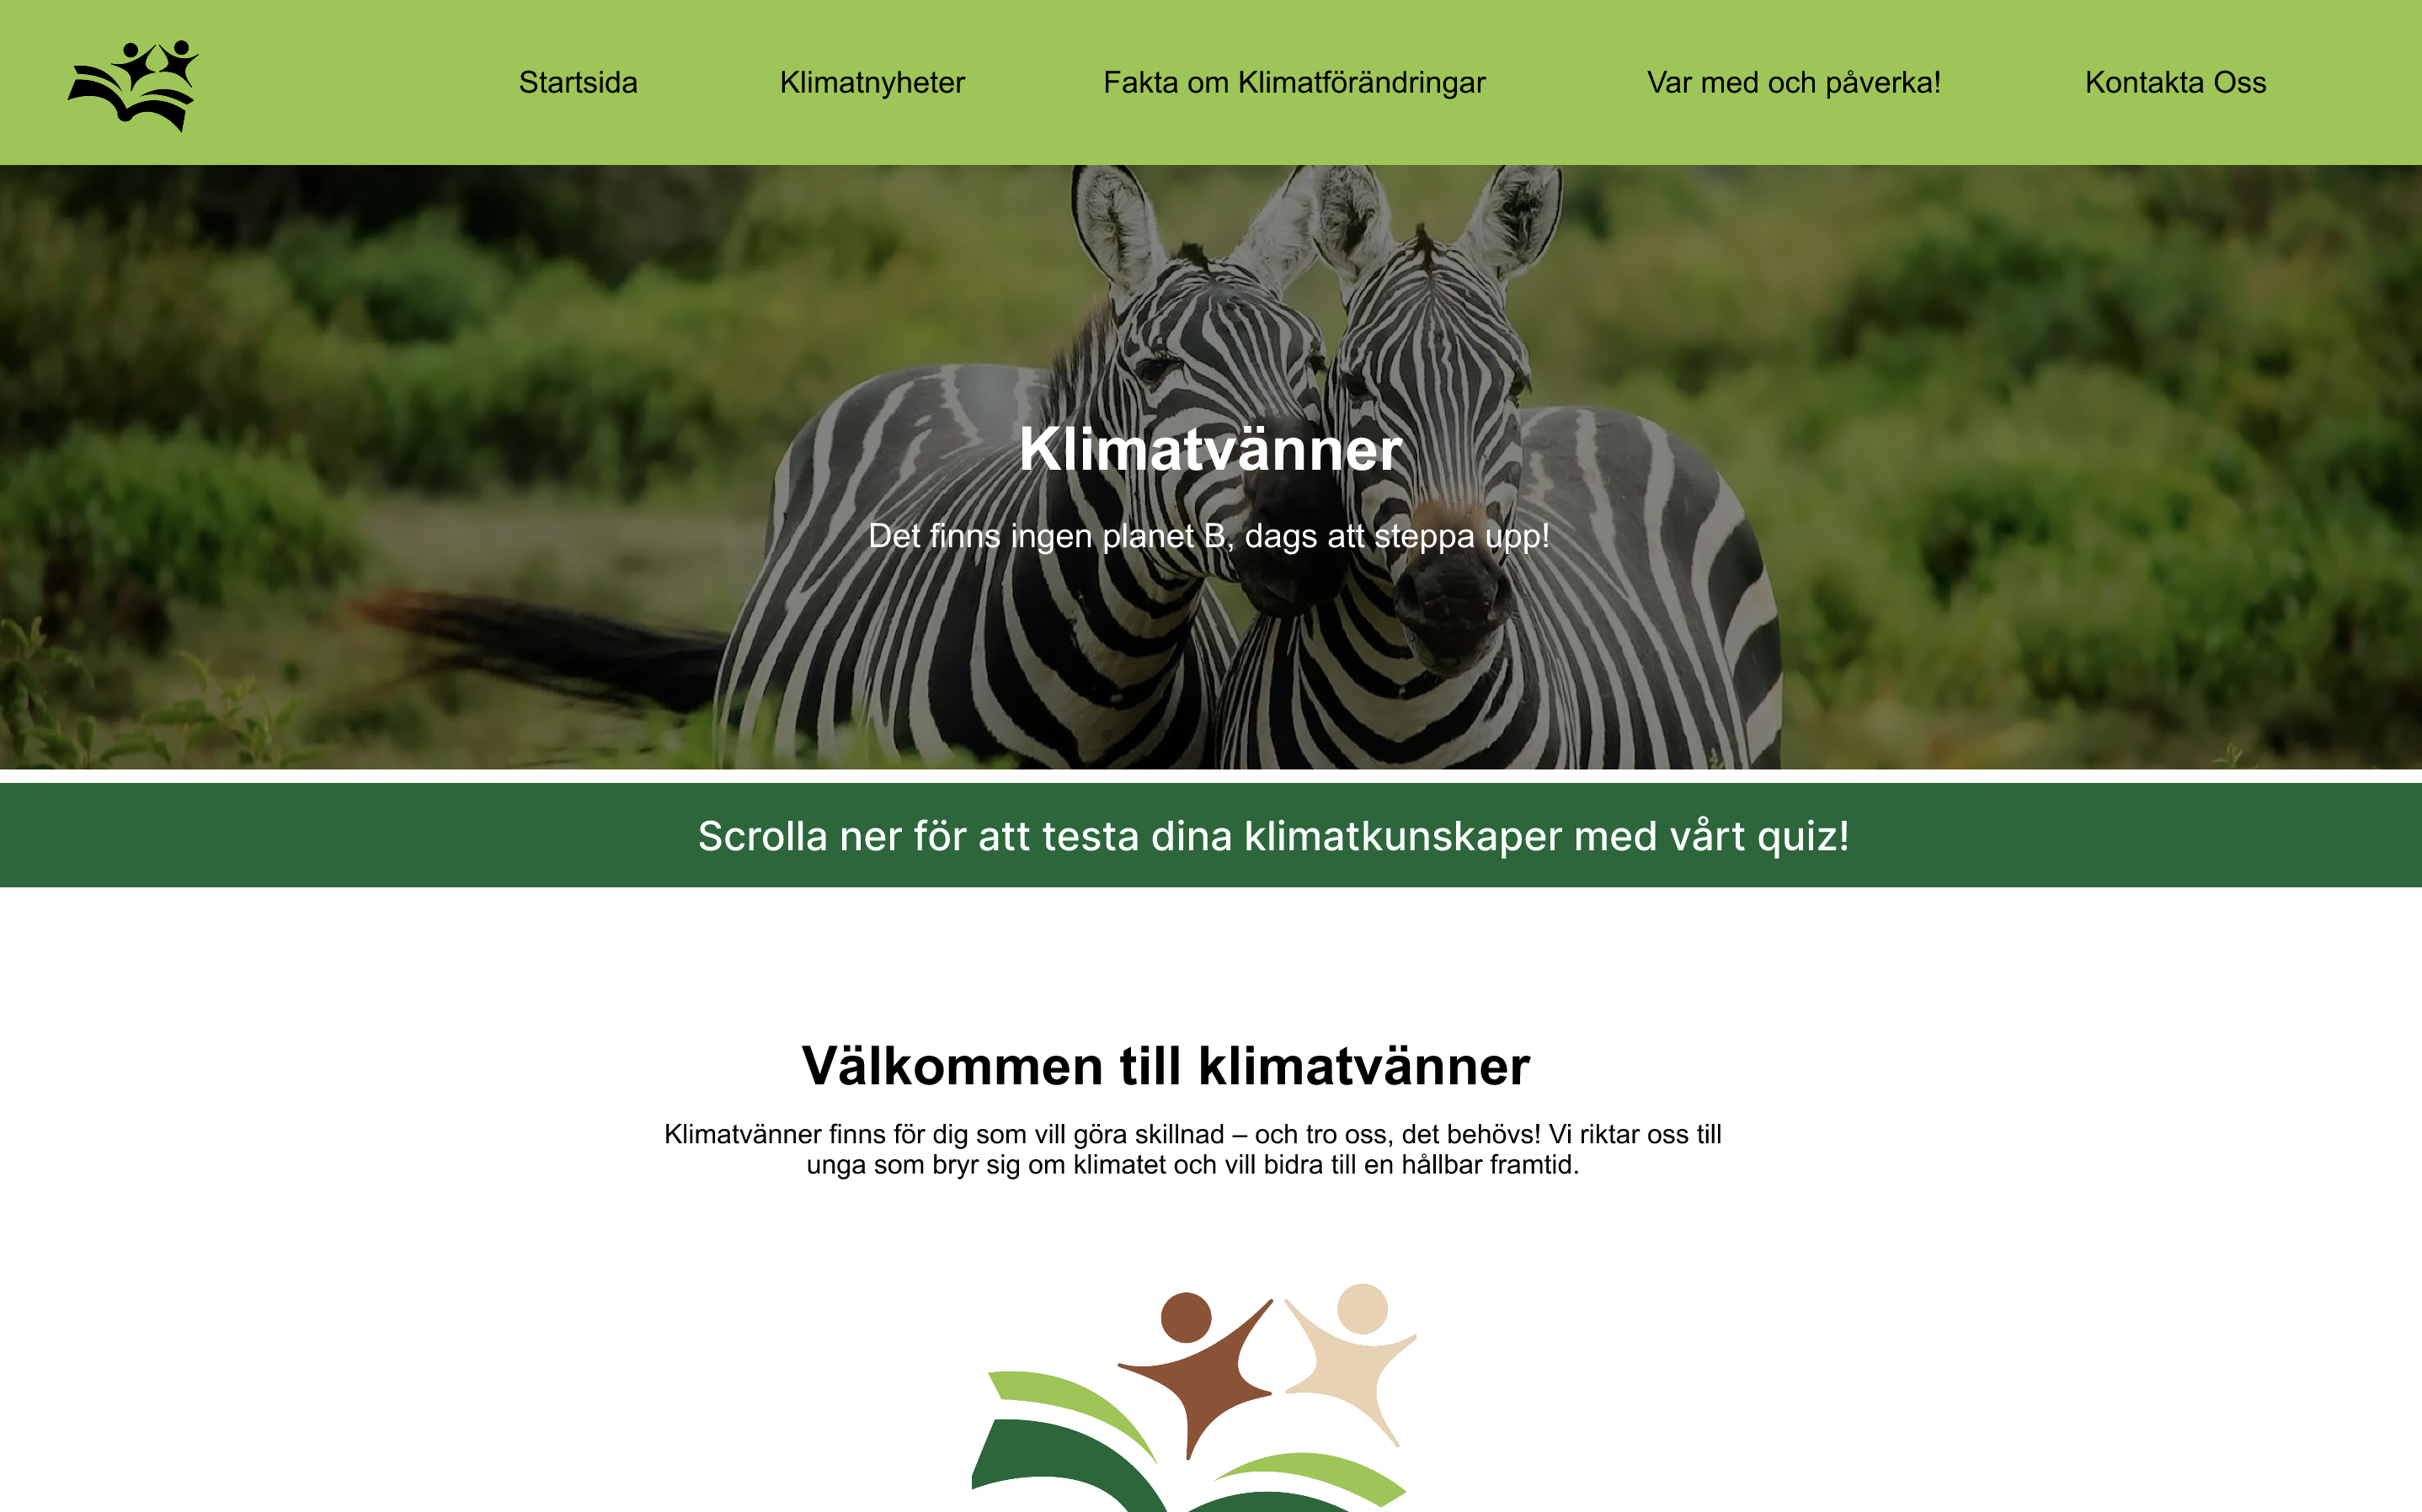 Startsida Klimatnyheter Fakta om Klimatförändringar Var med och påverka! Kontakta Oss
Klimatvänner
Det finns ingen planet B, dags att steppa upp!
Scrolla ner för att testa dina klimatkunskaper med vårt quiz!
Välkommen till klimatvänner
Klimatvänner finns för dig som vill göra skillnad – och tro oss, det behövs! Vi riktar oss till
unga som bryr sig om klimatet och vill bidra till en hållbar framtid.